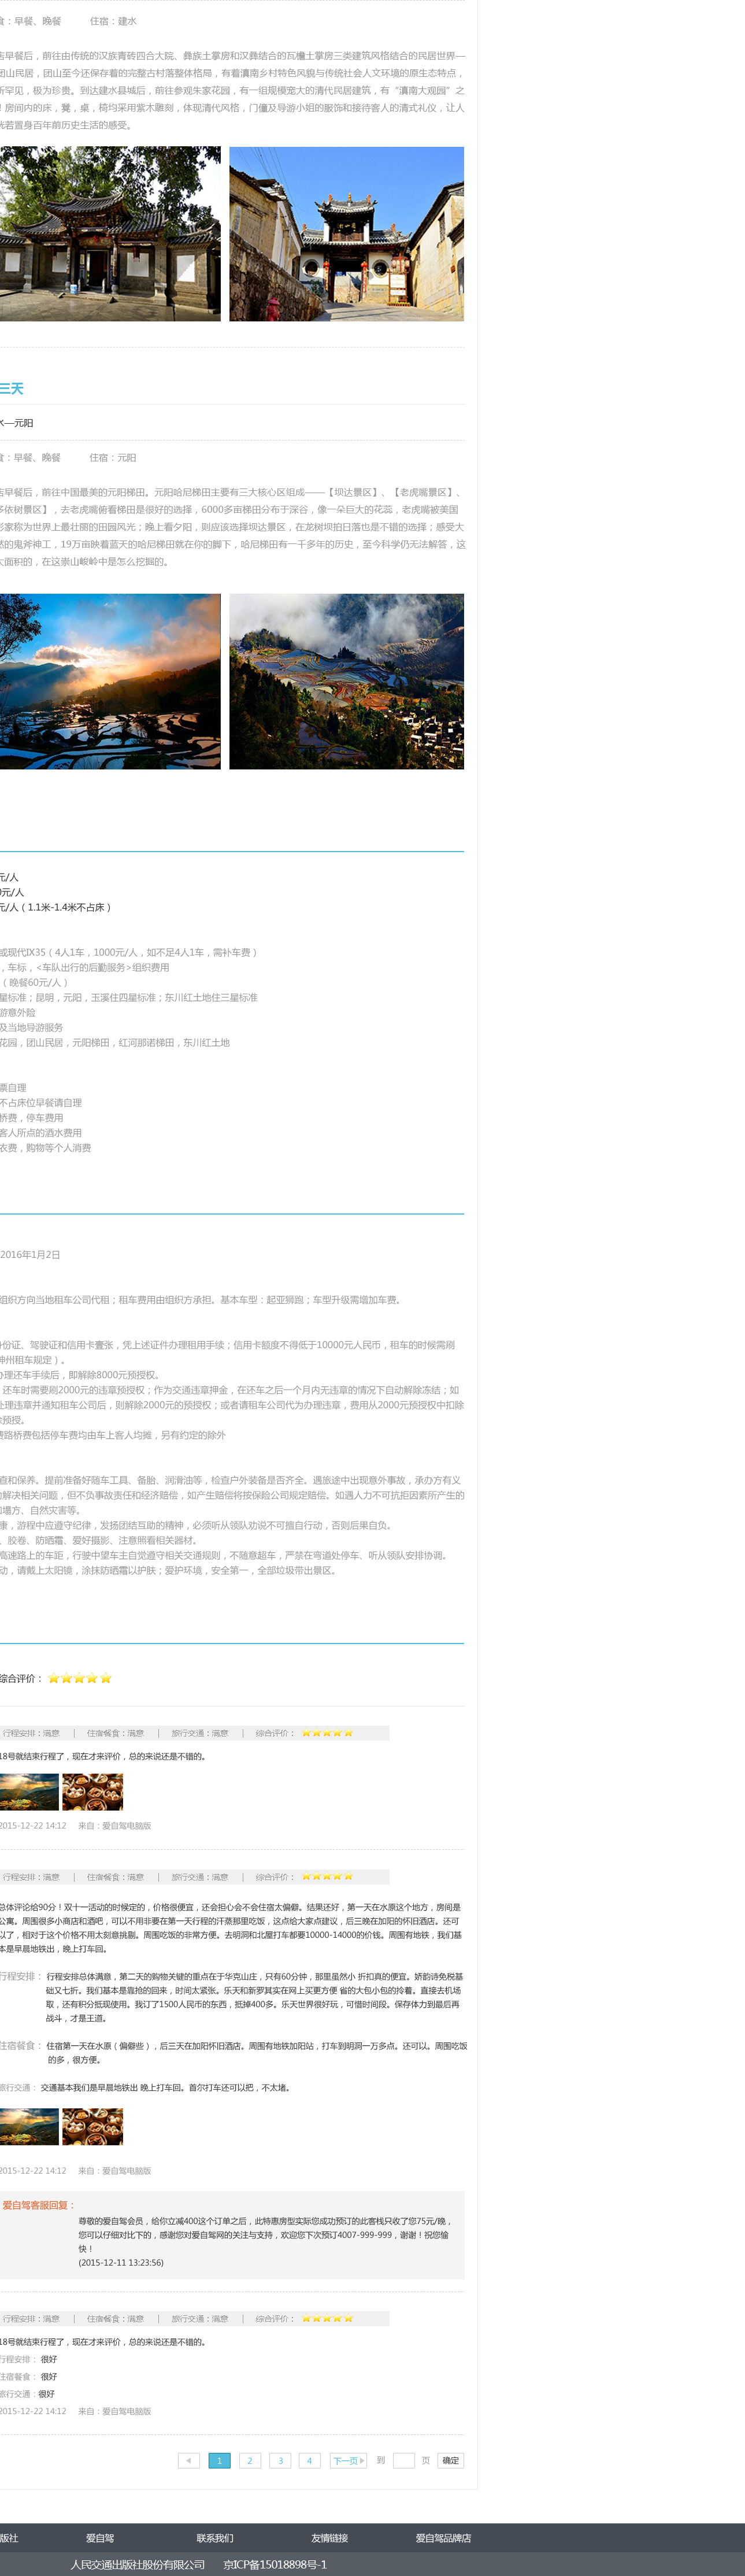 食：早餐、晚餐 住宿：建水
店早餐后，前往由传统的汉族青砖四合大院、彝族土掌房和汉彝结合的瓦檐土掌房三类建筑风格结合的民居世界—
团山民居，团山至今还保存着的完整古村落整体格局，有着滇南乡村特色风貌与传统社会人文环境的原生态特点，
所罕见，极为珍贵。到达建水县城后，前往参观朱家花园，有一组规模宏大的清代民居建筑，有“滇南大观园”之
！房间内的床，凳，桌，椅均采用紫木雕刻，体现清代风格，门僮及导游小姐的服饰和接待客人的清式礼仪，让人
恍若置身百年前历史生活的感受。
三天
水—元阳
食：早餐、晚餐 住宿：元阳
店早餐后，前往中国最美的元阳梯田。元阳哈尼梯田主要有三大核心区组成——【坝达景区】、【老虎嘴景区】、
多依树景区】，去老虎嘴俯看梯田是很好的选择，6000多亩梯田分布于深谷，像一朵巨大的花蕊，老虎嘴被美国
影家称为世界上最壮丽的田园风光；晚上看夕阳，则应该选择坝达景区，在龙树坝拍日落也是不错的选择；感受大
然的鬼斧神工，19万亩映着蓝天的哈尼梯田就在你的脚下，哈尼梯田有一千多年的历史，至今科学仍无法解答，这
大面积的，在这崇山峻岭中是怎么挖掘的。
元/人
0元/人
元/人（1.1米-1.4米不占床）
或现代IX35（4人1车，1000元/人，如不足4人1车，需补车费）
，车标，<车队出行的后勤服务>组织费用
（晚餐60元/人）
星标准；昆明，元阳，玉溪住四星标准；东川红土地住三星标准
游意外险
及当地导游服务
花园，团山民居，元阳梯田，红河那诺梯田，东川红土地
票自理
不占床位早餐请自理
桥费，停车费用
客人所点的酒水费用
衣费，购物等个人消费
2016年1月2日
组织方向当地租车公司代租；租车费用由组织方承担。基本车型：起亚狮跑；车型升级需增加车费。
身份证、驾驶证和信用卡壹张，凭上述证件办理租用手续；信用卡额度不得低于10000元人民币，租车的时候需刷
神州租车规定）。
办理还车手续后，即解除8000元预授权。
，还车时需要刷2000元的违章预授权；作为交通违章押金，在还车之后一个月内无违章的情况下自动解除冻结；如
处理违章并通知租车公司后，则解除2000元的预授权；或者请租车公司代为办理违章，费用从2000元预授权中扣除
余预授。
费路桥费包括停车费均由车上客人均摊，另有约定的除外
查和保养。提前准备好随车工具、备胎、润滑油等，检查户外装备是否齐全。遇旅途中出现意外事故，承办方有义
助解决相关问题，但不负事故责任和经济赔偿，如产生赔偿将按保险公司规定赔偿。如遇人力不可抗拒因素所产生的
如塌方、自然灾害等。
康，游程中应遵守纪律，发扬团结互助的精神，必须听从领队劝说不可擅自行动，否则后果自负。
、胶卷、防晒霜、爱好摄影、注意照看相关器材。
高速路上的车距，行驶中望车主自觉遵守相关交通规则，不随意超车，严禁在弯道处停车、听从领队安排协调。
动，请戴上太阳镜，涂抹防晒霜以护肤；爱护环境，安全第一，全部垃圾带出景区。
综合评价：
行程安排：满意 | 住宿餐食：满意 | 旅行交通：满意 | 综合评价：
18号就结束行程了，现在才来评价，总的来说还是不错的。
2015-12-22 14:12 来自：爱自驾电脑版
行程安排：满意 | 住宿餐食：满意 | 旅行交通：满意 | 综合评价：
总体评论给90分！双十一活动的时候定的，价格很便宜，还会担心会不会住宿太偏僻。结果还好，第一天在水原这个地方，房间是
公寓。周围很多小商店和酒吧，可以不用非要在第一天行程的汗蒸那里吃饭，这点给大家点建议，后三晚在加阳的怀旧酒店。还可
以了，相对于这个价格不用太刻意挑剔。周围吃饭的非常方便。去明洞和北屋打车都要10000-14000的价钱。周围有地铁，我们基
本是早晨地铁出，晚上打车回。
行程安排： 行程安排总体满意，第二天的购物关键的重点在于华克山庄，只有60分钟，那里虽然小 折扣真的便宜。娇韵诗免税基
础又七折。我们基本是靠抢的回来，时间太紧张。乐天和新罗其实在网上买更方便 省的大包小包的拎着。直接去机场
取，还有积分抵现使用。我订了1500人民币的东西，抵掉400多。乐天世界很好玩，可惜时间段。保存体力到最后再
战斗，才是王道。
住宿餐食： 住宿第一天在水原（偏僻些），后三天在加阳怀旧酒店。周围有地铁加阳站，打车到明洞一万多点。还可以。周围吃饭
的多，很方便。
旅行交通： 交通基本我们是早晨地铁出 晚上打车回。首尔打车还可以把，不太堵。
2015-12-22 14:12 来自：爱自驾电脑版
爱自驾客服回复：
尊敬的爱自驾会员，给你立减400这个订单之后，此特惠房型实际您成功预订的此客栈只收了您75元/晚，
您可以仔细对比下的，感谢您对爱自驾网的关注与支持，欢迎您下次预订4007-999-999，谢谢！祝您愉
快！
(2015-12-11 13:23:56)
行程安排：满意 | 住宿餐食：满意 | 旅行交通：满意 | 综合评价：
18号就结束行程了，现在才来评价，总的来说还是不错的。
行程安排： 很好
住宿餐食： 很好
旅行交通：很好
2015-12-22 14:12 来自：爱自驾电脑版
1 2 3 4 下一页 到 页 确定
版社 爱自驾 联系我们 友情链接 爱自驾品牌店
人民交通出版社股份有限公司 京ICP备15018898号-1